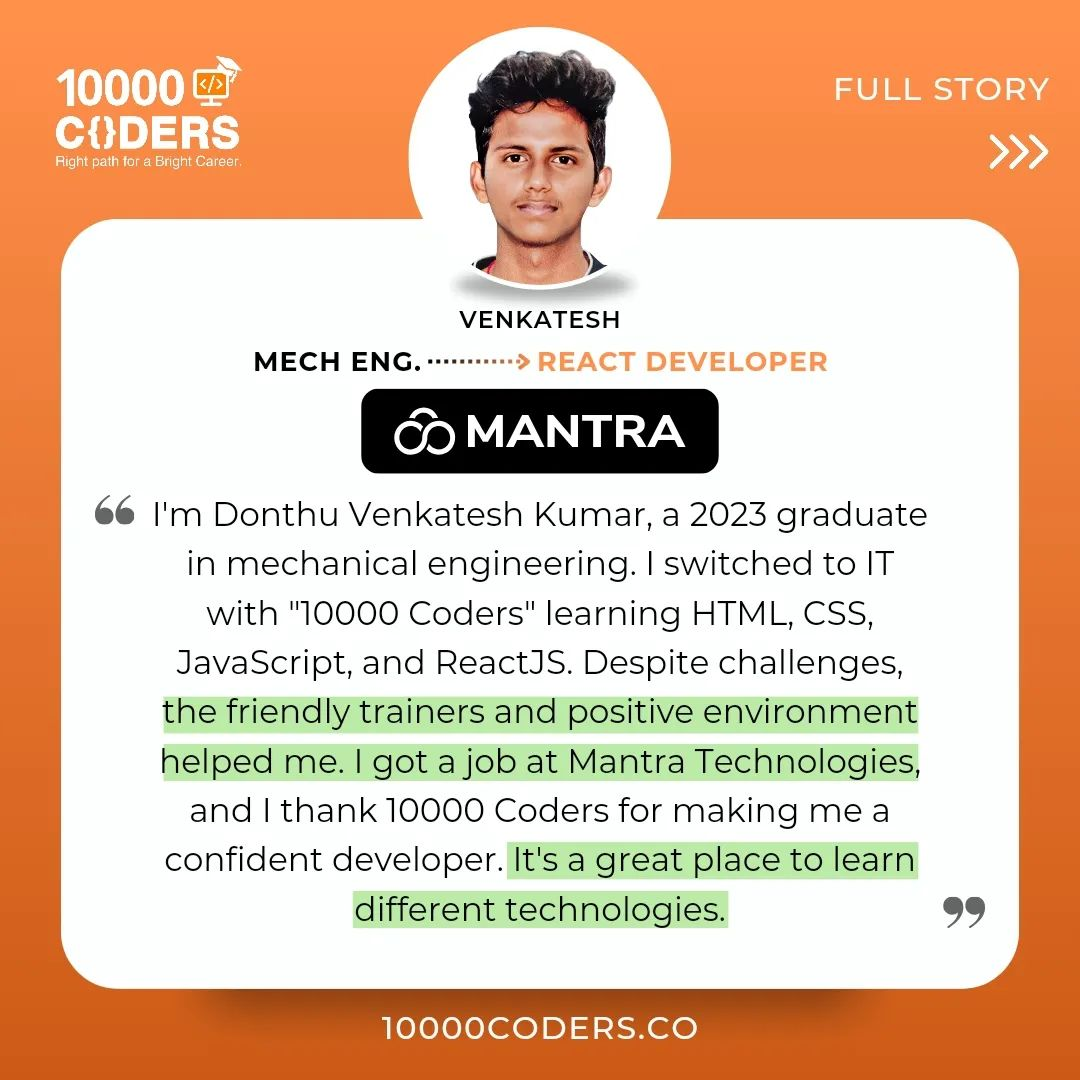 10000
CODERS
Right path for a Bright Career.
FULL STORY
VENKATESH
MECH ENG. REACT DEVELOPER
MANTRA
“ I'm Donthu Venkatesh Kumar, a 2023 graduate
in mechanical engineering. I switched to IT
with "10000 Coders" learning HTML, CSS,
JavaScript, and ReactJS. Despite challenges,
the friendly trainers and positive environment
helped me. I got a job at Mantra Technologies,
and I thank 10000 Coders for making me a
confident developer. It's a great place to learn
different technologies. ”
10000CODERS.CO